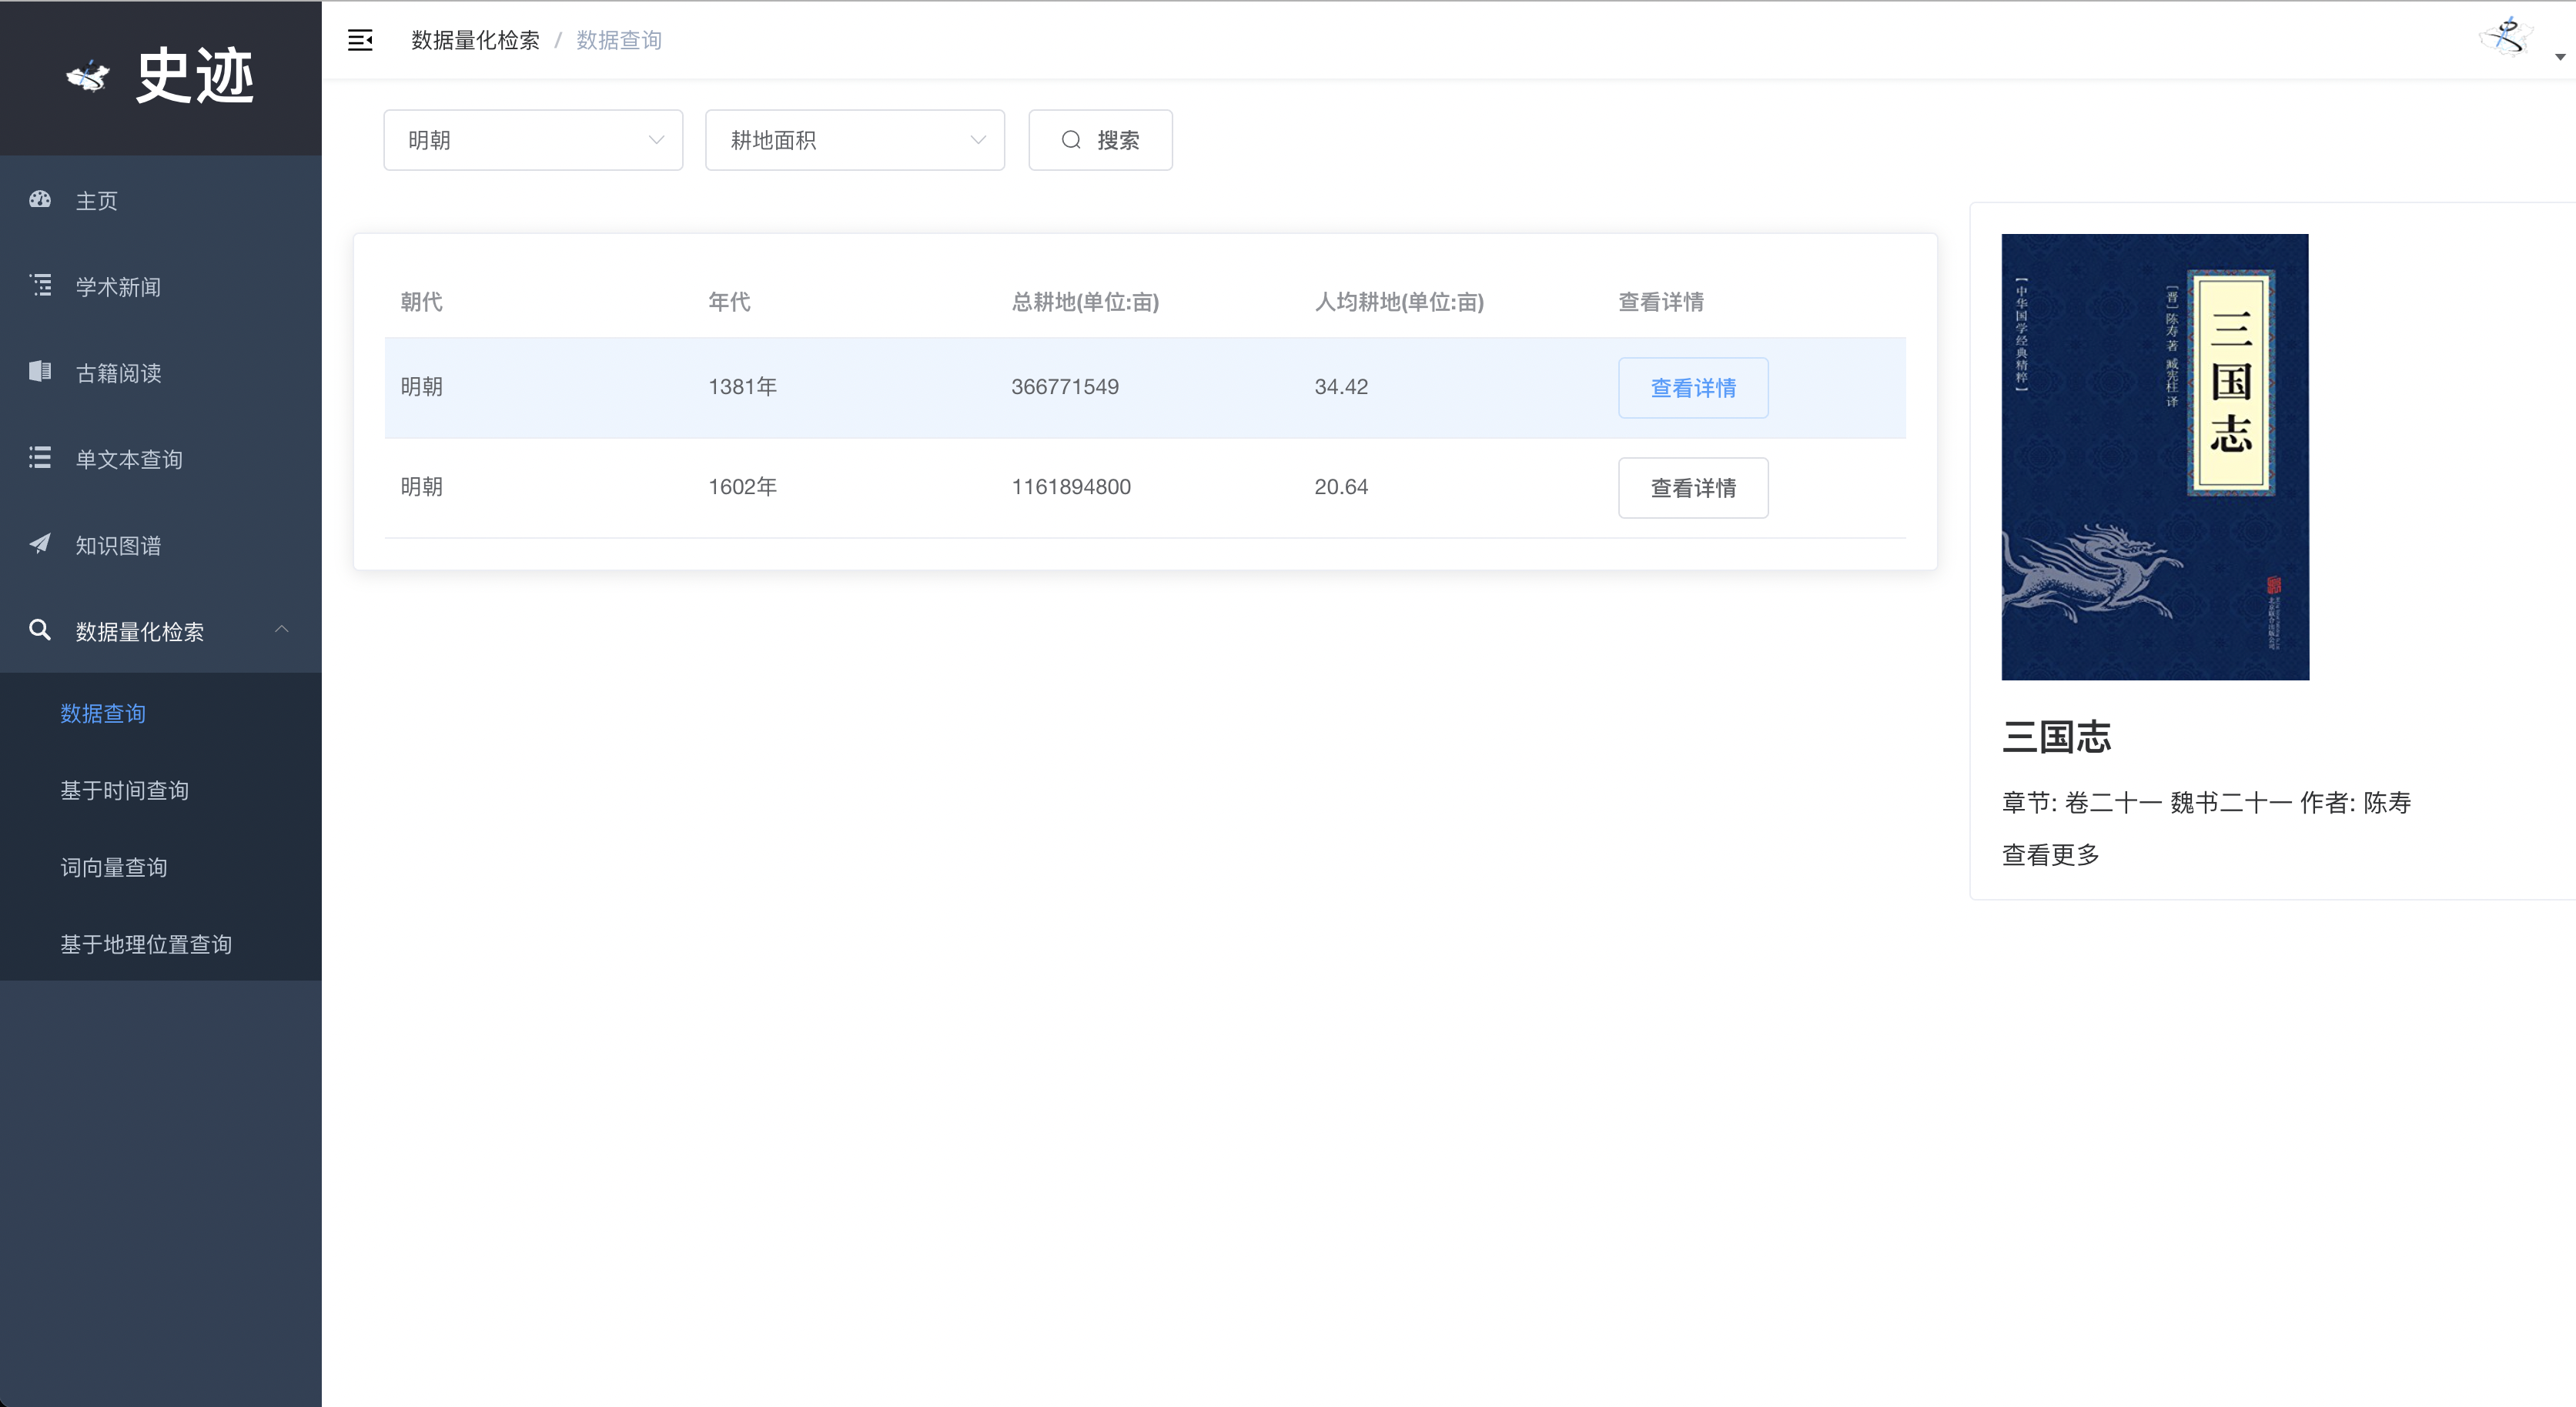 史迹
数据量化检索 / 数据查询
主页
学术新闻
古籍阅读
单文本查询
知识图谱
数据量化检索
数据查询
基于时间查询
词向量查询
基于地理位置查询
明朝 耕地面积 搜索
朝代 年代 总耕地(单位:亩) 人均耕地(单位:亩) 查看详情
明朝 1381年 366771549 34.42 查看详情
明朝 1602年 1161894800 20.64 查看详情
三国志
[晋]陈寿 著 臧宪柱 译
【中华国学经典精粹】
北京联合出版公司
三国志
章节: 卷二十一 魏书二十一 作者: 陈寿
查看更多